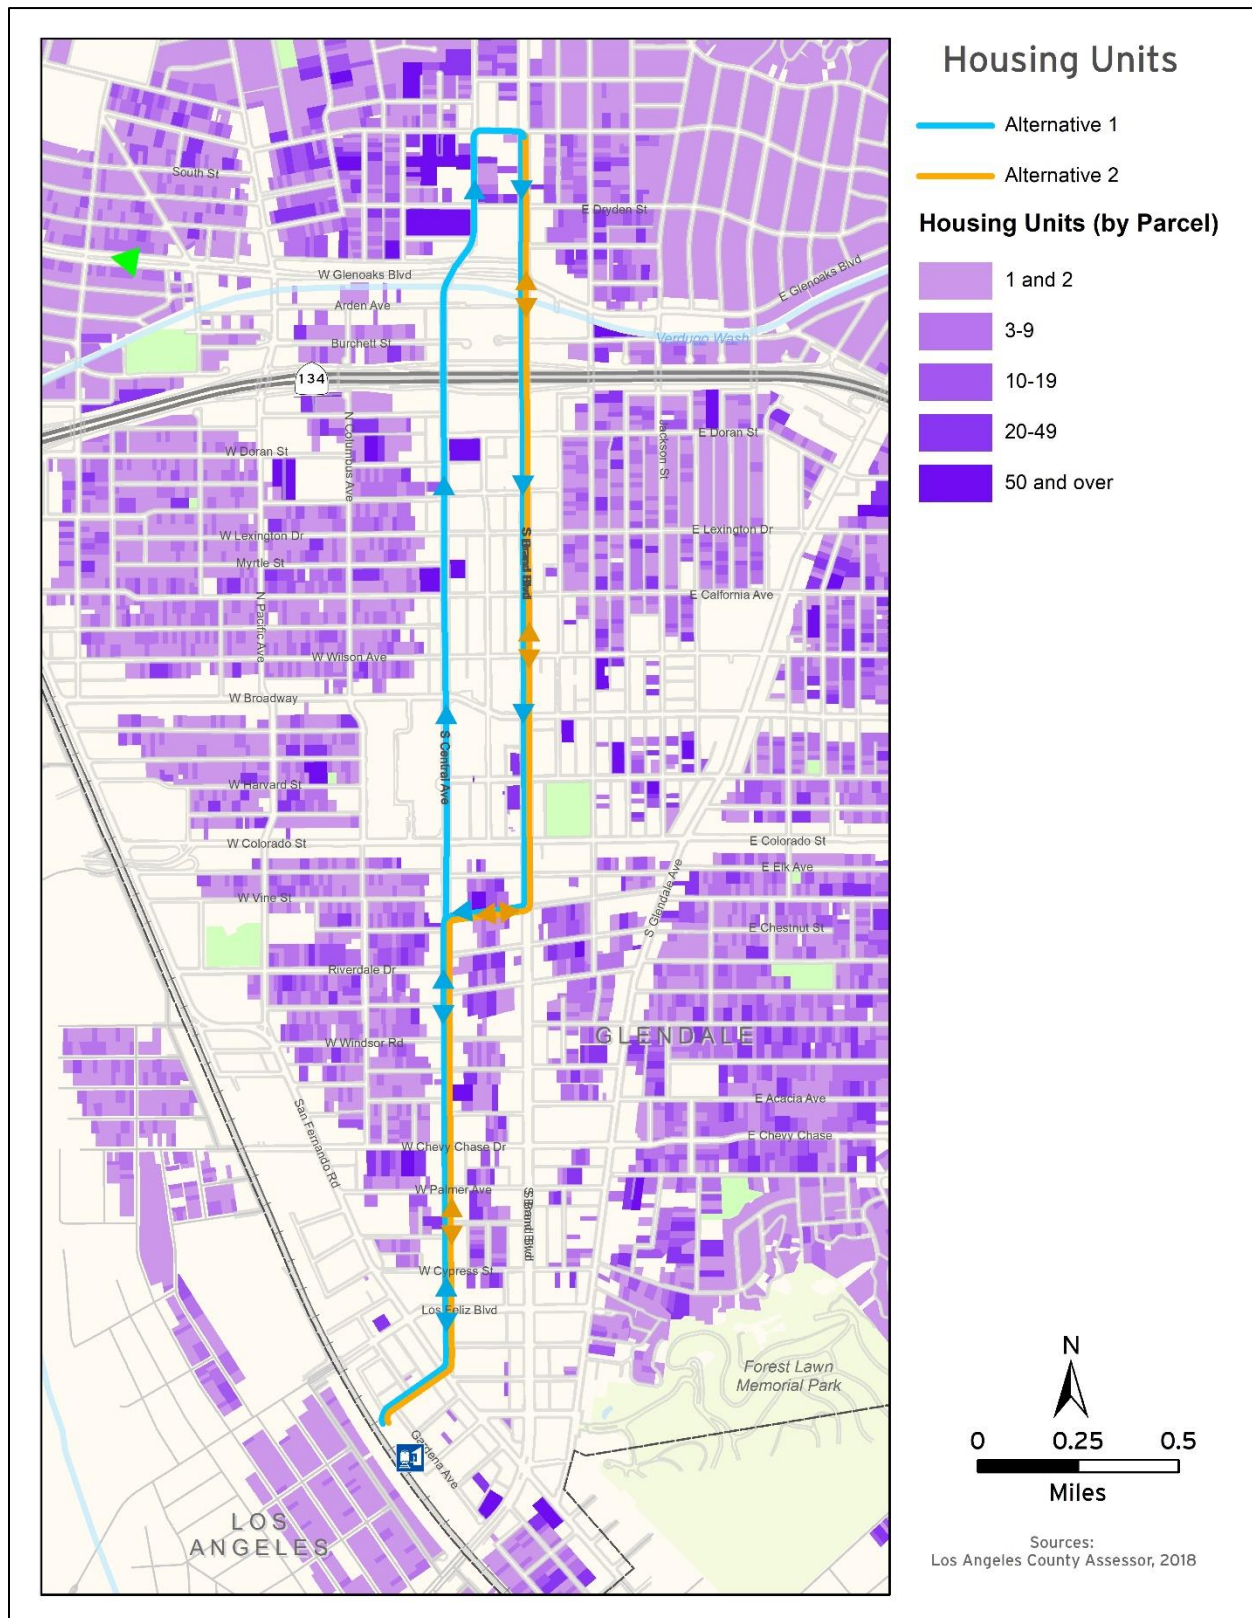 Housing Units
Alternative 1
Alternative 2
Housing Units (by Parcel)
1 and 2
3-9
10-19
20-49
50 and over
South St
E Dryden St
W Glenoaks Blvd
E Glenoaks Blvd
Arden Ave
Burchett St
Verdugo Wash
134
N Columbus Ave
Jackson St
E Doran St
W Doran St
W Lexington Dr
E Lexington Dr
Myrtle St
S Brand Blvd
N Pacific Ave
E Calfornia Ave
W Wilson Ave
W Broadway
S Central Ave
W Harvard St
W Colorado St
E Colorado St
E Elk Ave
W Vine St
S Glendale Ave
E Chestnut St
Riverdale Dr
GLENDALE
W Windsor Rd
E Acacia Ave
San Fernando Rd
E Chevy Chase
W Chevy Chase Dr
W Palmer Ave
S Brand Blvd
W Cypress St
Los Feliz Blvd
Forest Lawn
Memorial Park
Gardena Ave
LOS
ANGELES
N
0 0.25 0.5
Miles
Sources:
Los Angeles County Assessor, 2018